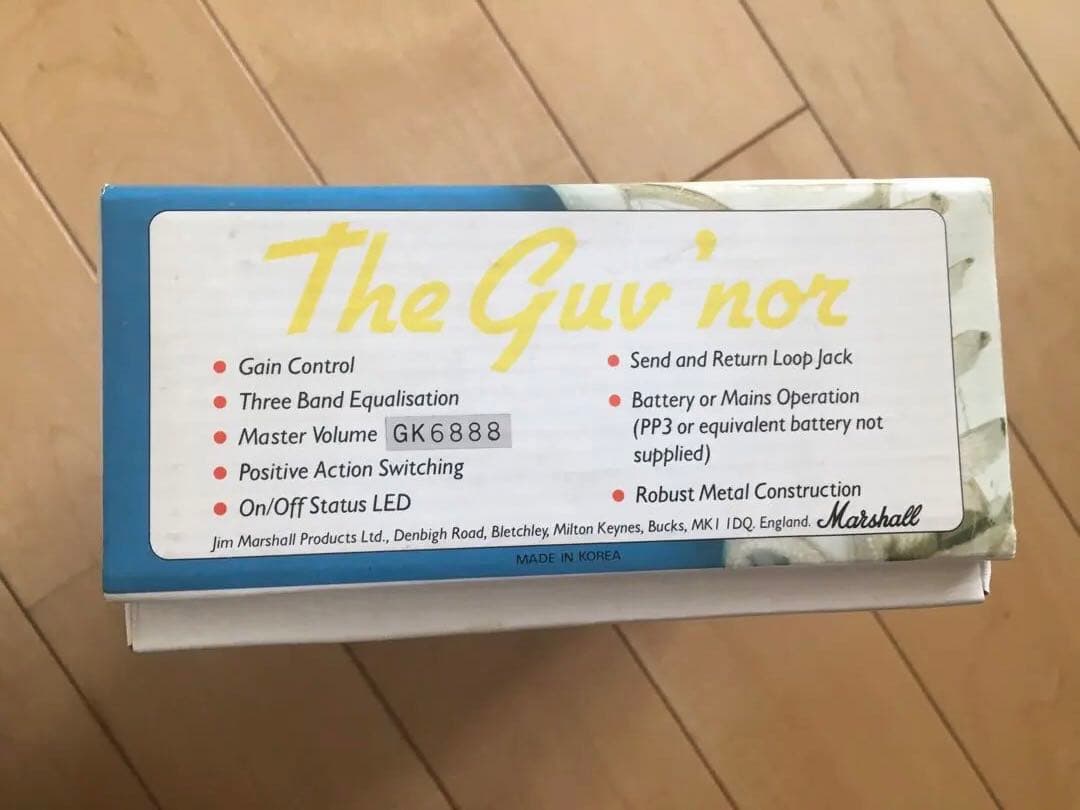 The Guv'nor
Gain Control
Three Band Equalisation
Master Volume GK6888
Positive Action Switching
On/Off Status LED
Send and Return Loop Jack
Battery or Mains Operation
(PP3 or equivalent battery not
supplied)
Robust Metal Construction
Jim Marshall Products Ltd., Denbigh Road, Bletchley, Milton Keynes, Bucks, MK1 1DQ. England. Marshall
MADE IN KOREA